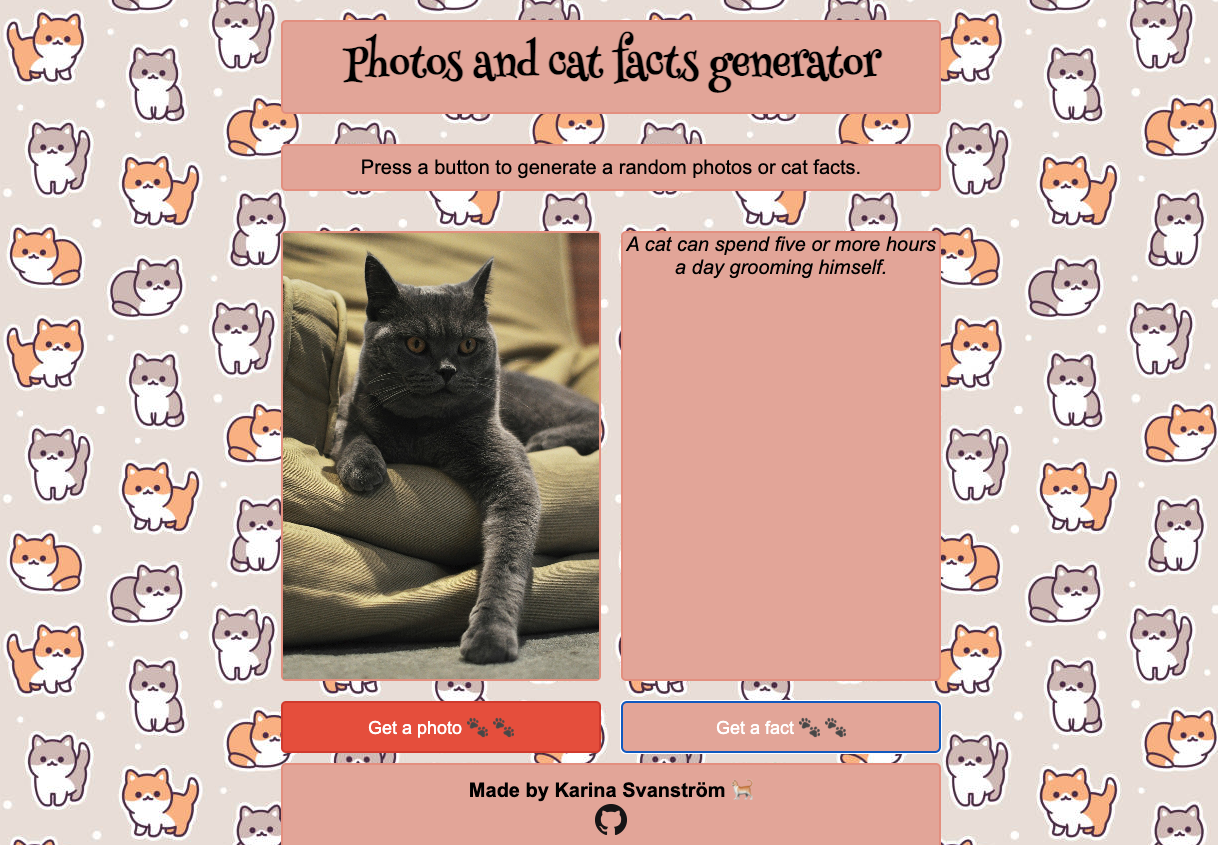 Photos and cat facts generator
Press a button to generate a random photos or cat facts.
A cat can spend five or more hours
a day grooming himself.
Get a photo 🐾🐾
Get a fact 🐾🐾
Made by Karina Svanström 🐈